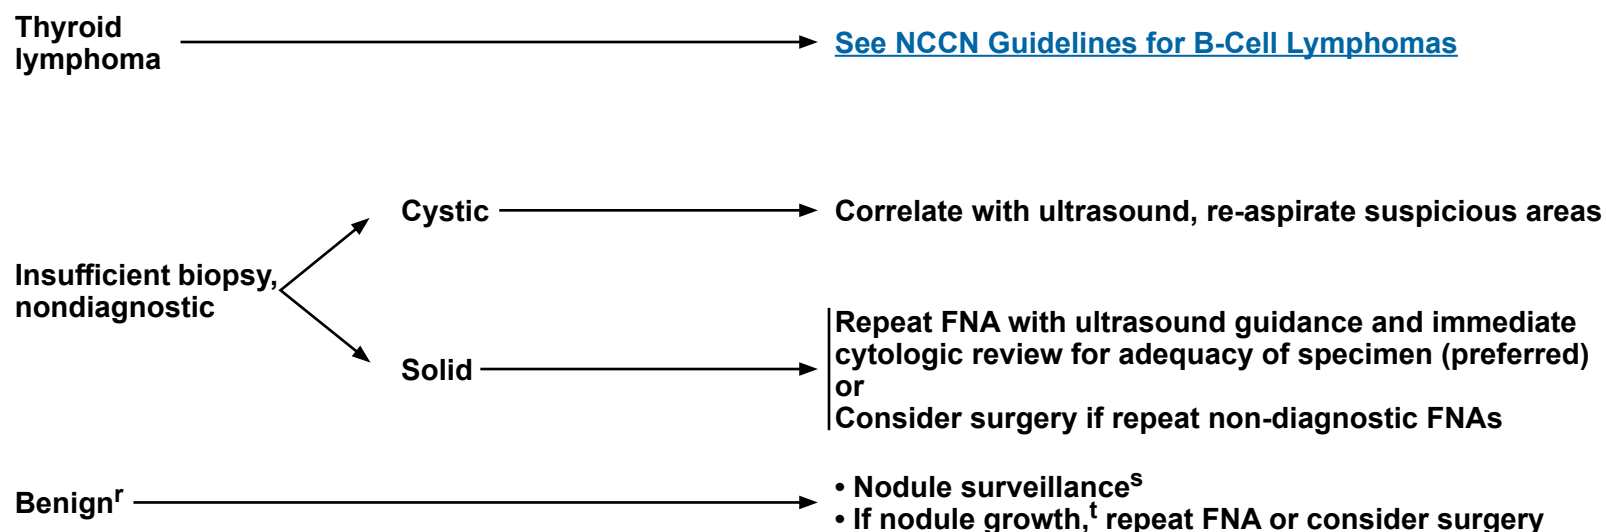 Thyroid
lymphoma
See NCCN Guidelines for B-Cell Lymphomas
Insufficient biopsy,
nondiagnostic
Cystic
Correlate with ultrasound, re-aspirate suspicious areas
Solid
Repeat FNA with ultrasound guidance and immediate
cytologic review for adequacy of specimen (preferred)
or
Consider surgery if repeat non-diagnostic FNAs
Benignʳ
• Nodule surveillanceˢ
• If nodule growth,ᵗ repeat FNA or consider surgery